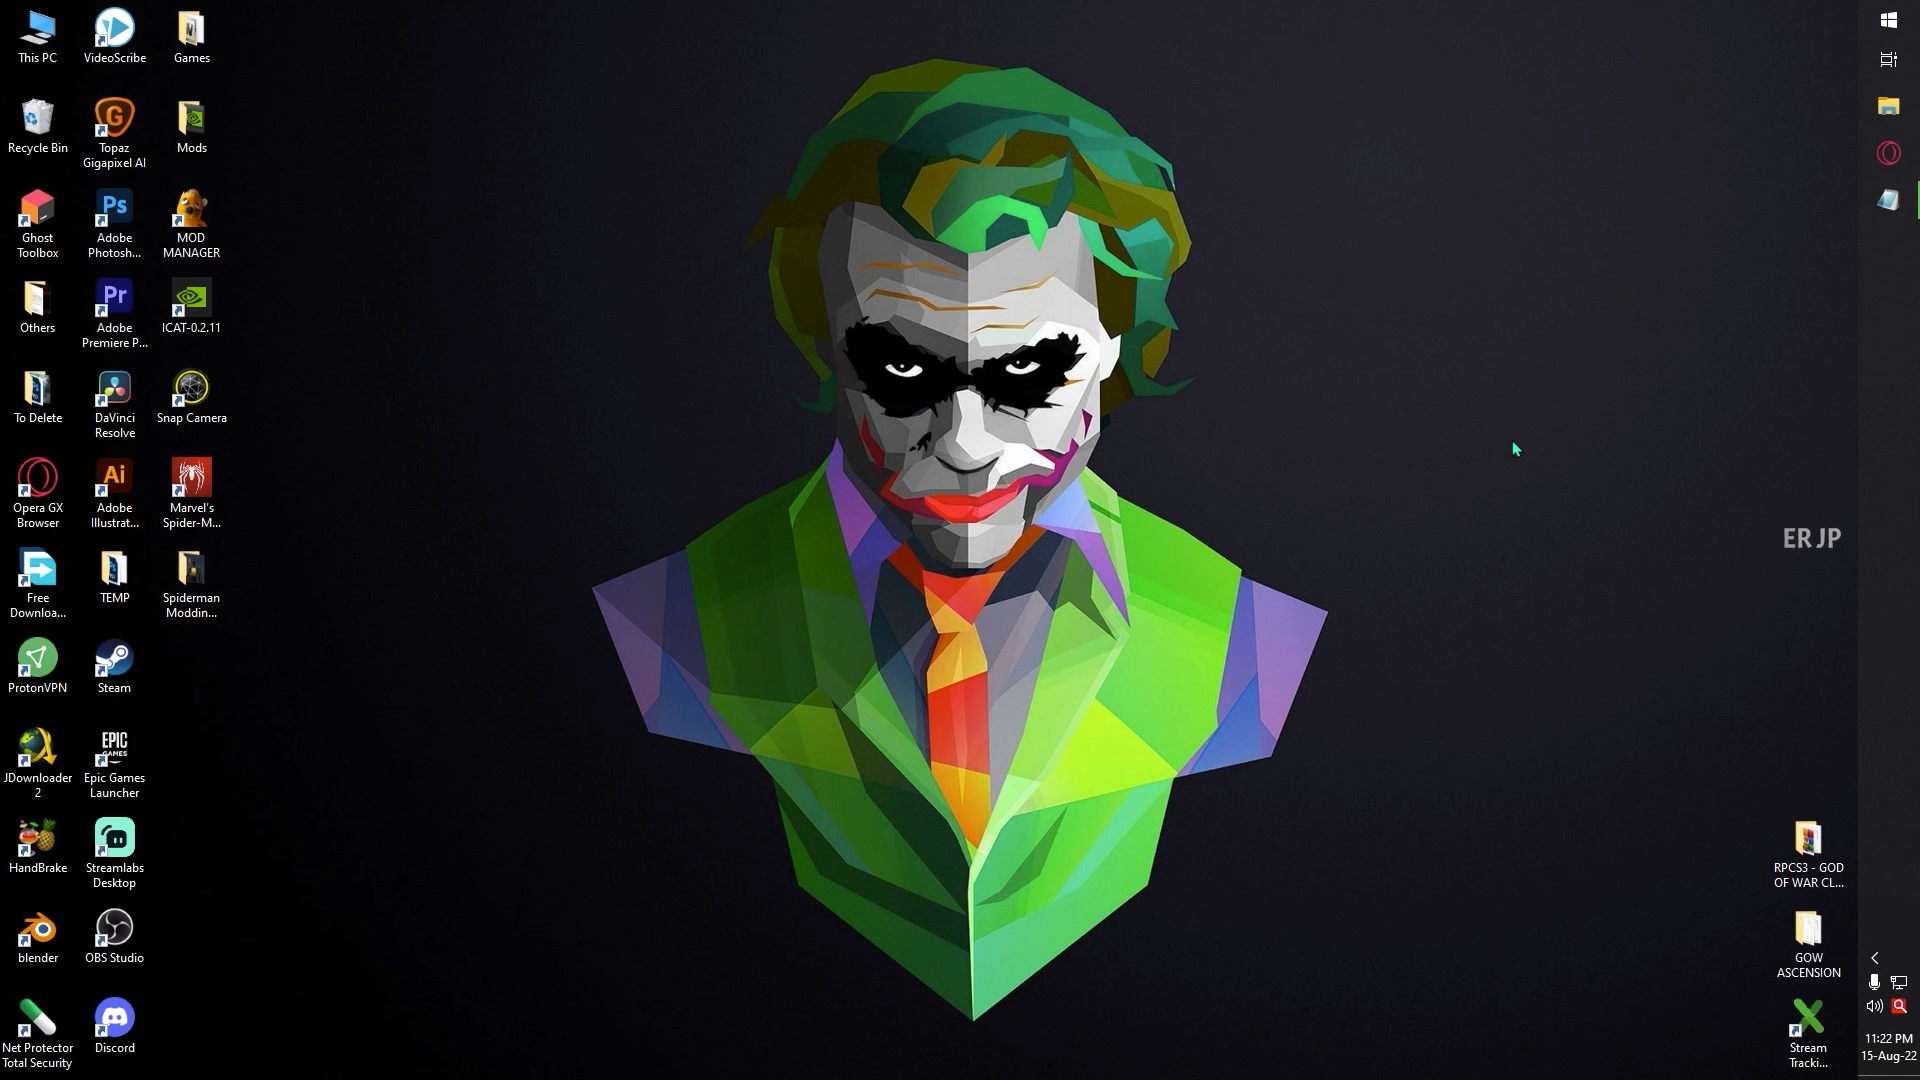 This PC
VideoScribe
Games
Recycle Bin
Topaz
Gigapixel AI
Mods
Ghost
Toolbox
Ps
Adobe
Photosh...
MOD
MANAGER
Others
Pr
Adobe
Premiere P...
ICAT-0.2.11
To Delete
DaVinci
Resolve
Snap Camera
Opera GX
Browser
Ai
Adobe
Illustrat...
Marvel's
Spider-M...
Free
Downloa...
TEMP
Spiderman
Moddin...
ProtonVPN
Steam
JDownloader
2
EPIC
GAMES
Epic Games
Launcher
HandBrake
Streamlabs
Desktop
blender
OBS Studio
Net Protector
Total Security
Discord
ER JP
RPCS3 - GOD
OF WAR CL...
GOW
ASCENSION
Stream
Tracki...
11:22 PM
15-Aug-22